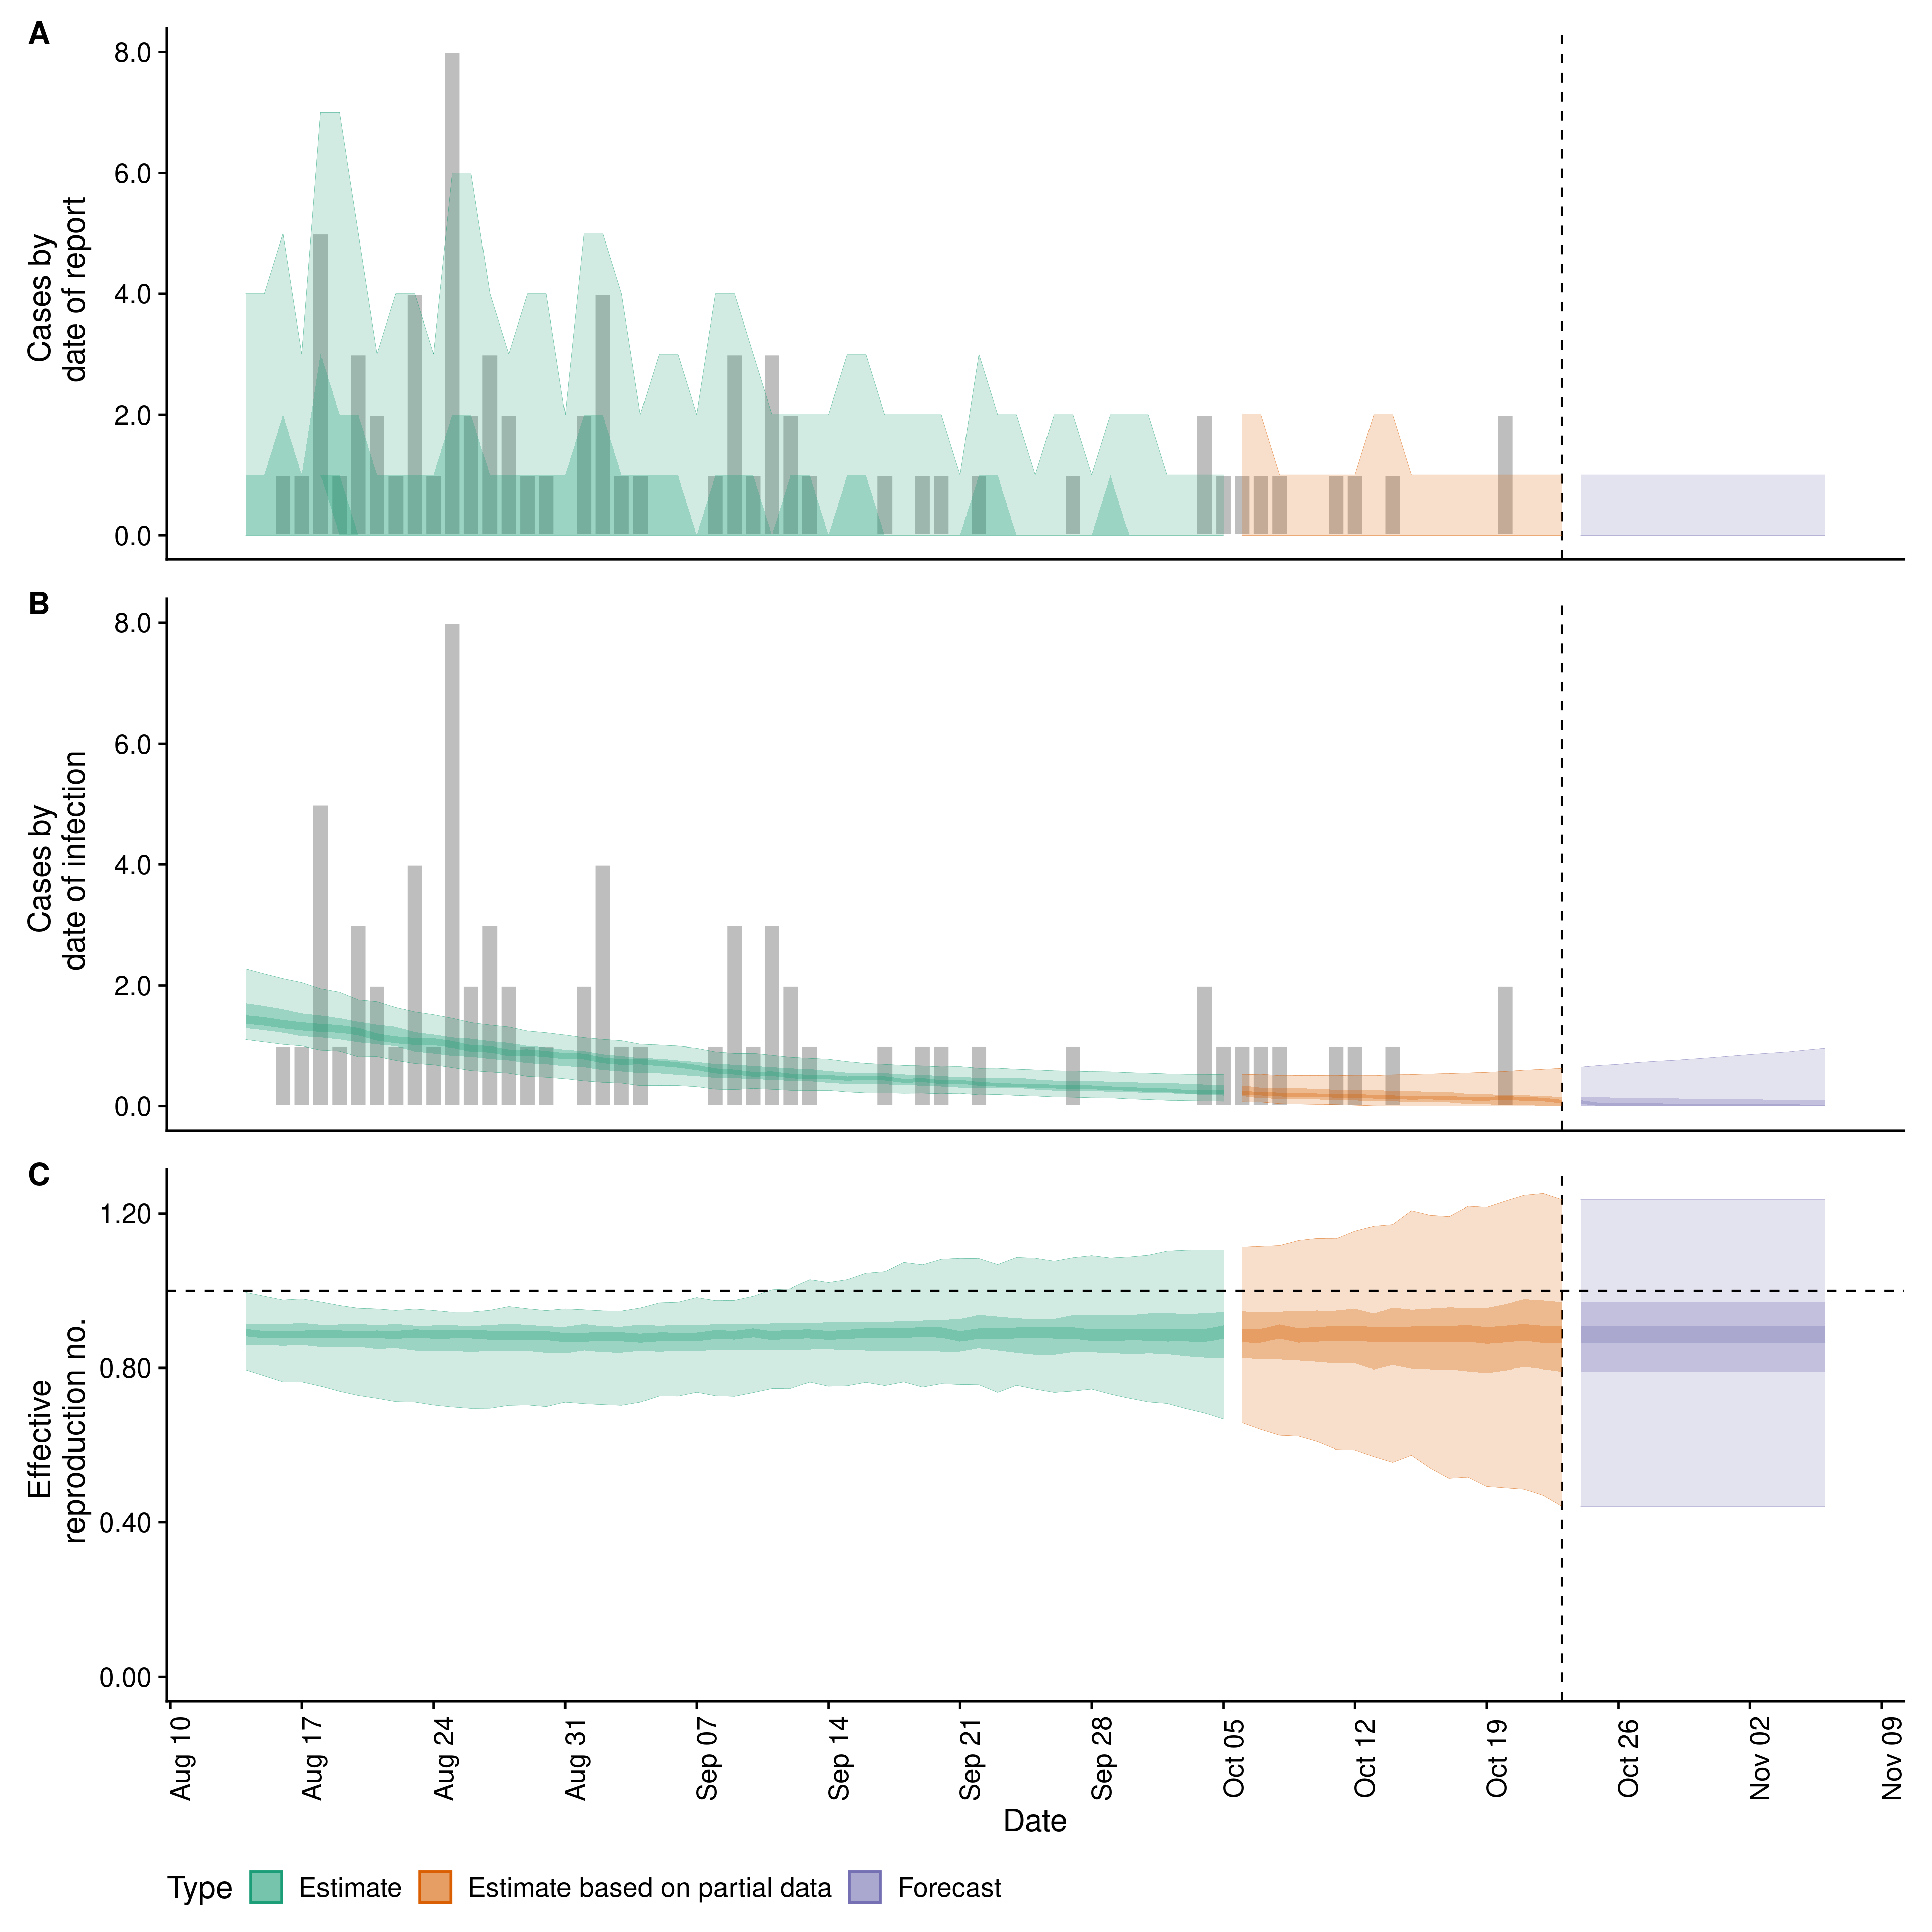 A
8.0
6.0
4.0
2.0
0.0
Cases by
date of report
B
8.0
6.0
4.0
2.0
0.0
Cases by
date of infection
C
1.20
0.80
0.40
0.00
Effective
reproduction no.
Aug 10
Aug 17
Aug 24
Aug 31
Sep 07
Sep 14
Sep 21
Sep 28
Oct 05
Oct 12
Oct 19
Oct 26
Nov 02
Nov 09
Date
Type Estimate Estimate based on partial data Forecast